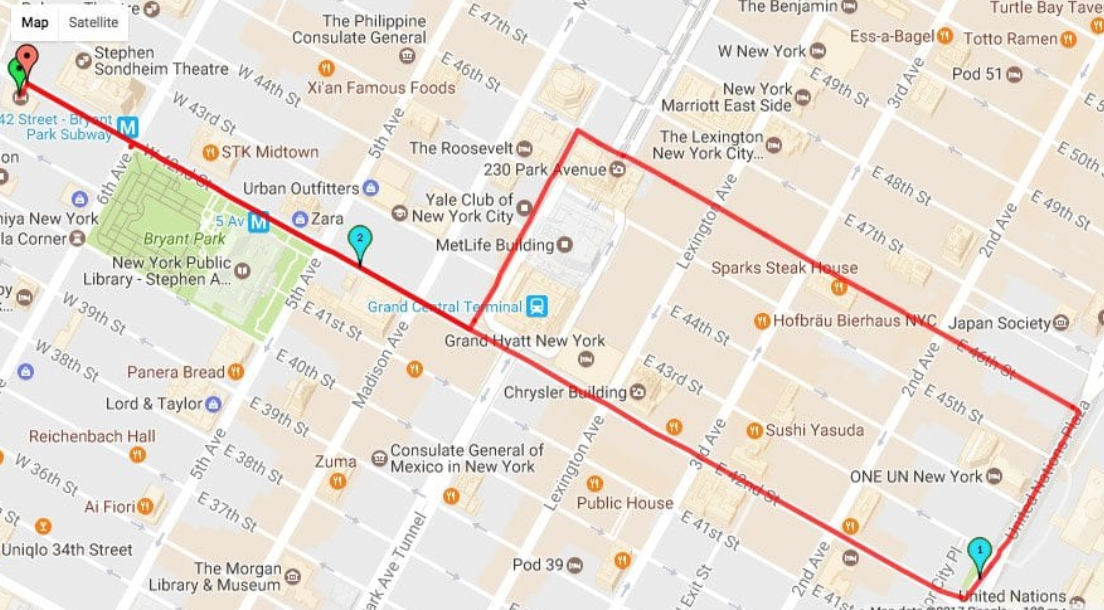 Map
Satellite
Theatre
The Philippine
Consulate General
E 47th St
The Benjamin
Turtle Bay Tave
Stephen
Sondheim Theatre
W 44th St
Xi'an Famous Foods
E 46th St
W New York
Ess-a-Bagel
Totto Ramen
E 49th St
3rd Ave
Pod 51
New York
Marriott East Side
42 Street - Bryant
Park Subway
M
W 43rd St
STK Midtown
5th Ave
The Roosevelt
230 Park Avenue
The Lexington
New York City...
E 50th St
W 42nd St
6th Ave
Urban Outfitters
Zara
5 Av
M
Yale Club of
New York City
Lexington Ave
E 48th St
E 49th St
2nd Ave
iya New York
la Corner
Bryant Park
New York Public
Library - Stephen A...
2
MetLife Building
E 47th St
5th Ave
Sparks Steak House
W 39th St
E 41st St
Grand Central Terminal
Grand Hyatt New York
E 44th St
Hofbräu Bierhaus NYC
Japan Society
W 38th St
E 40th St
Madison Ave
E 46th St
Panera Bread
Lord & Taylor
Chrysler Building
E 43rd St
2nd Ave
E 45th St
E 39th St
Reichenbach Hall
5th Ave
E 38th St
Zuma
Consulate General of
Mexico in New York
Lexington Ave
3rd Ave
Sushi Yasuda
W 36th St
Ai Fiori
E 37th St
Public House
E 42nd St
ONE UN New York
United Nations Plaza
Uniqlo 34th Street
E 41st St
1
The Morgan
Library & Museum
ark Ave Tunnel
Pod 39
Exit St
2nd Ave
E 41st
or City Pl
United Nations